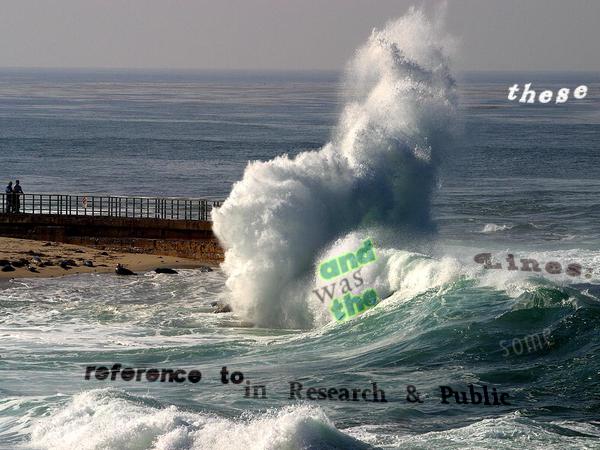 these
and
was
the
Lines.
some
reference to
in Research & Public